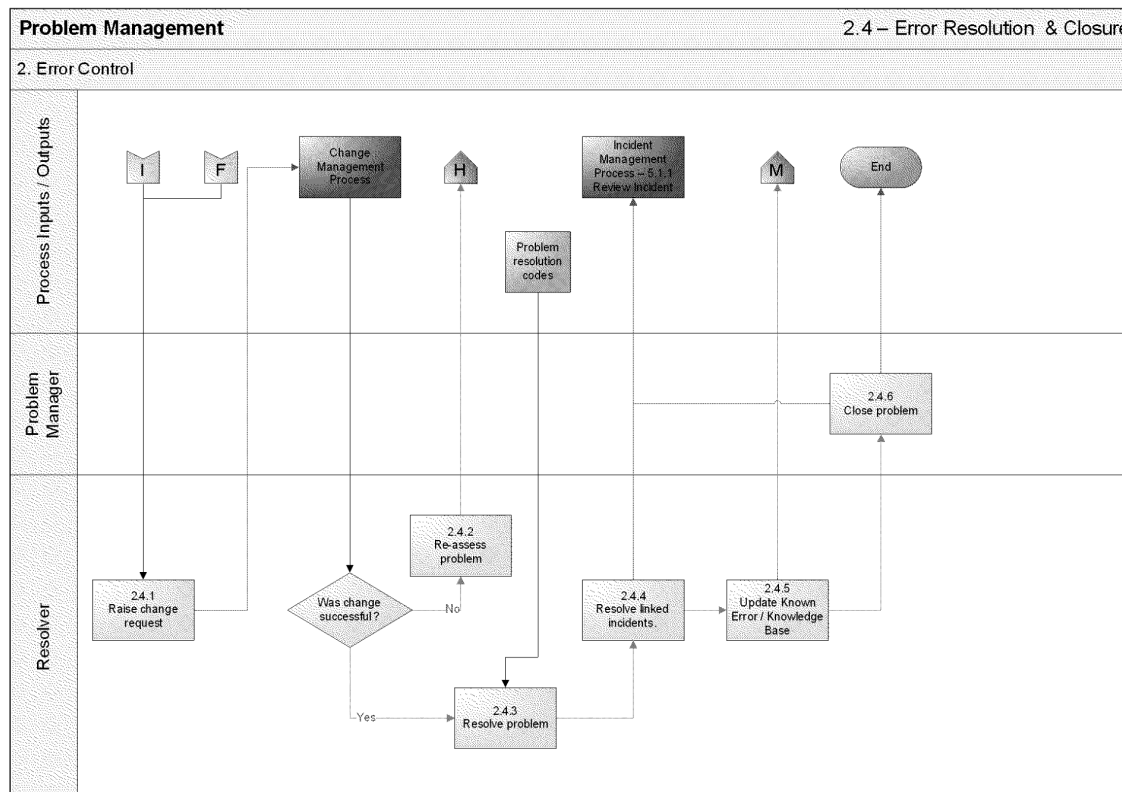 Problem Management
2.4 – Error Resolution & Closure
2. Error Control
Process Inputs / Outputs
I
F
Change
Management
Process
H
Problem
resolution
codes
Incident
Management
Process – 5.1.1
Review Incident
M
End
Problem
Manager
2.4.6
Close problem
Resolver
2.4.1
Raise change
request
Was change
successful ?
No
Yes
2.4.2
Re-assess
problem
2.4.3
Resolve problem
2.4.4
Resolve linked
incidents.
2.4.5
Update Known
Error / Knowledge
Base